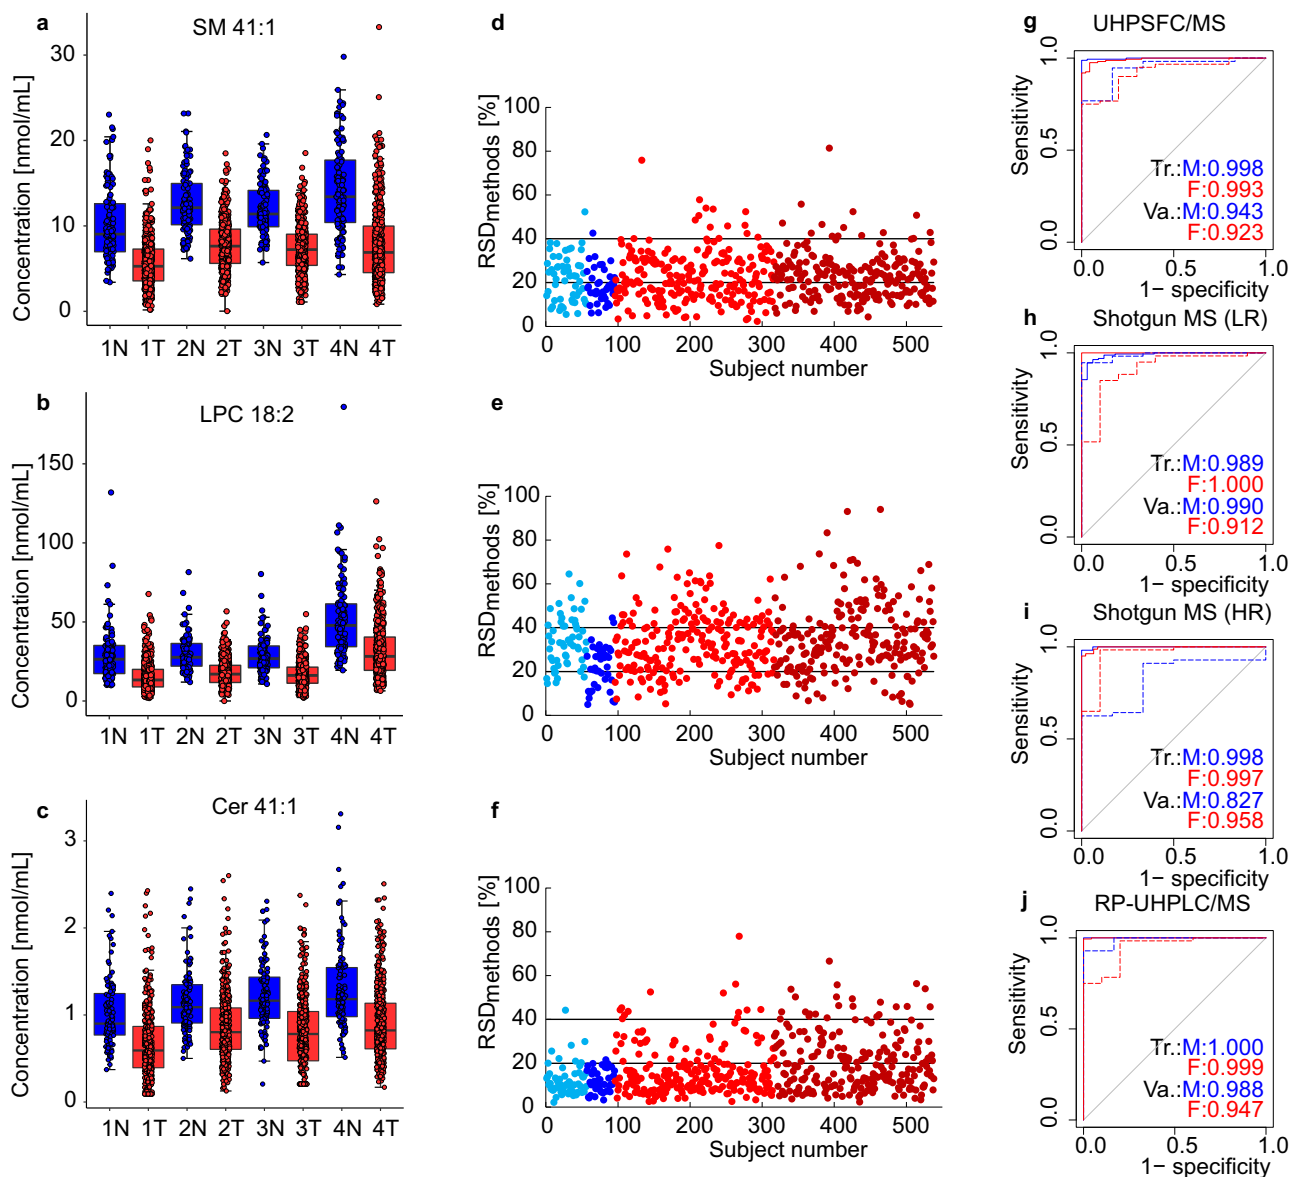 a
SM 41:1
Concentration [nmol/mL]
30
20
10
0
1N 1T 2N 2T 3N 3T 4N 4T
b
LPC 18:2
Concentration [nmol/mL]
150
100
50
0
1N 1T 2N 2T 3N 3T 4N 4T
c
Cer 41:1
Concentration [nmol/mL]
3
2
1
0
1N 1T 2N 2T 3N 3T 4N 4T
d
RSDmethods [%]
100
80
60
40
20
0
0 100 200 300 400 500
Subject number
e
RSDmethods [%]
100
80
60
40
20
0
0 100 200 300 400 500
Subject number
f
RSDmethods [%]
100
80
60
40
20
0
0 100 200 300 400 500
Subject number
g
UHPSFC/MS
Sensitivity
1.0
0.5
0.0
Tr.:M:0.998
F:0.993
Va.:M:0.943
F:0.923
0.0 0.5 1.0
1− specificity
h
Shotgun MS (LR)
Sensitivity
1.0
0.5
0.0
Tr.:M:0.989
F:1.000
Va.:M:0.990
F:0.912
0.0 0.5 1.0
1− specificity
i
Shotgun MS (HR)
Sensitivity
1.0
0.5
0.0
Tr.:M:0.998
F:0.997
Va.:M:0.827
F:0.958
0.0 0.5 1.0
1− specificity
j
RP-UHPLC/MS
Sensitivity
1.0
0.5
0.0
Tr.:M:1.000
F:0.999
Va.:M:0.988
F:0.947
0.0 0.5 1.0
1− specificity